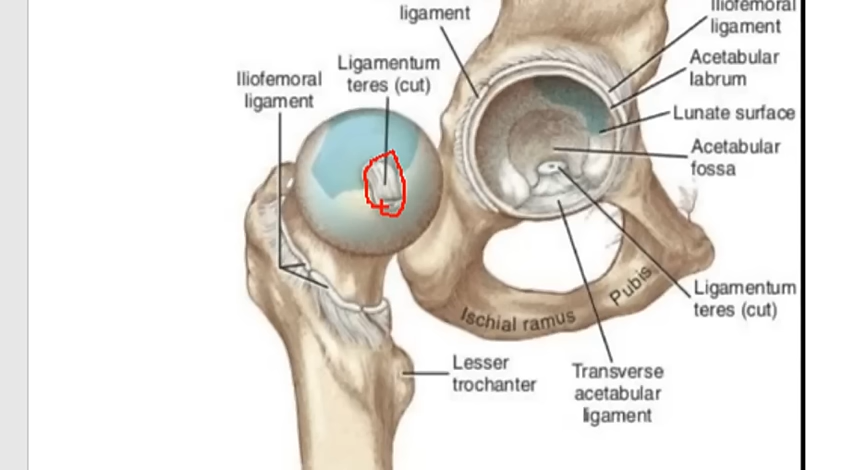 ligament
Iliofemoral
ligament
Ligamentum
teres (cut)
Iliofemoral
ligament
Acetabular
labrum
Lunate surface
Acetabular
fossa
Ligamentum
teres (cut)
Pubis
Ischial ramus
Lesser
trochanter
Transverse
acetabular
ligament